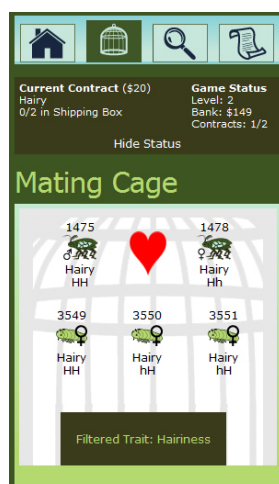 Current Contract ($20)
Hairy
0/2 in Shipping Box
Game Status
Level: 2
Bank: $149
Contracts: 1/2
Hide Status
Mating Cage
1475
Hairy
HH
1478
Hairy
Hh
3549
Hairy
HH
3550
Hairy
hH
3551
Hairy
hH
Filtered Trait: Hairiness